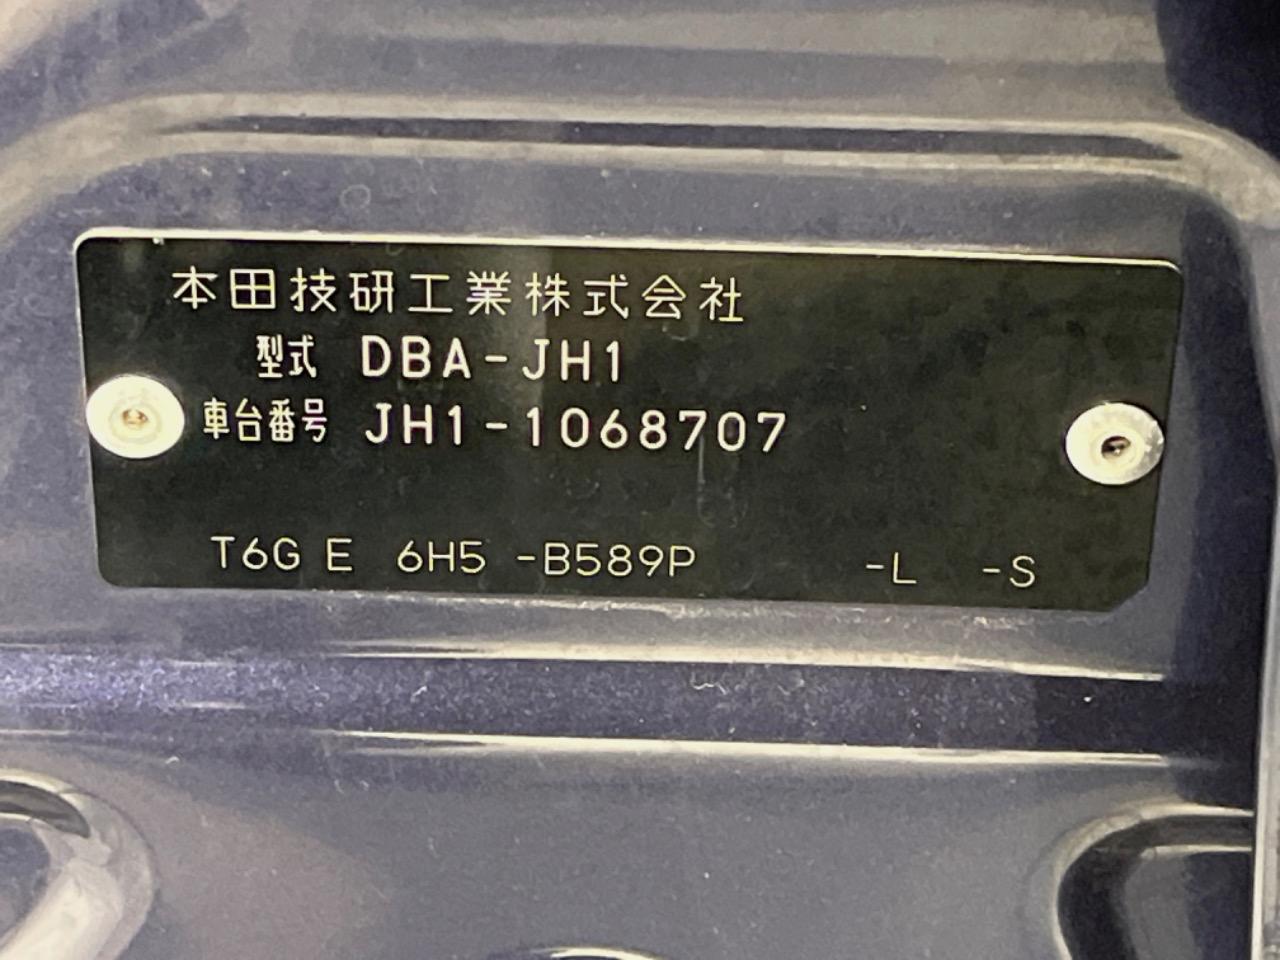 本田技研工業株式会社
型式 DBA-JH1
車台番号 JH1-1068707
T6G E 6H5 -B589P -L -S